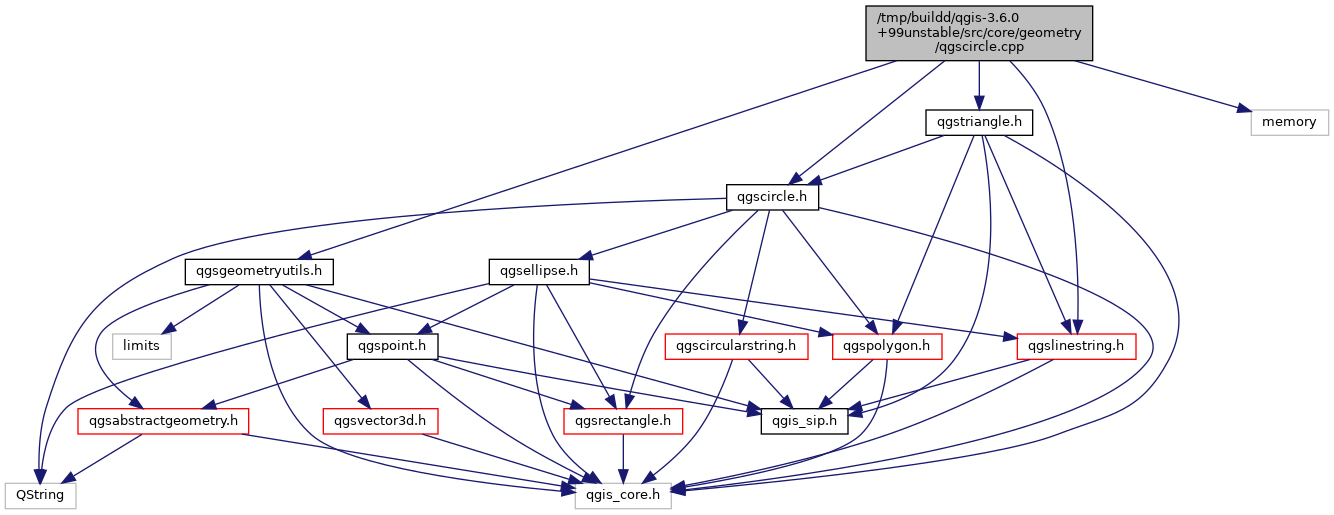 /tmp/buildd/qgis-3.6.0
+99unstable/src/core/geometry
/qgscircle.cpp
qgstriangle.h
memory
qgscircle.h
qgsgeometryutils.h
qgsellipse.h
limits
qgspoint.h
qgscircularstring.h
qgspolygon.h
qgslinestring.h
qgsabstractgeometry.h
qgsvector3d.h
qgsrectangle.h
qgis_sip.h
QString
qgis_core.h